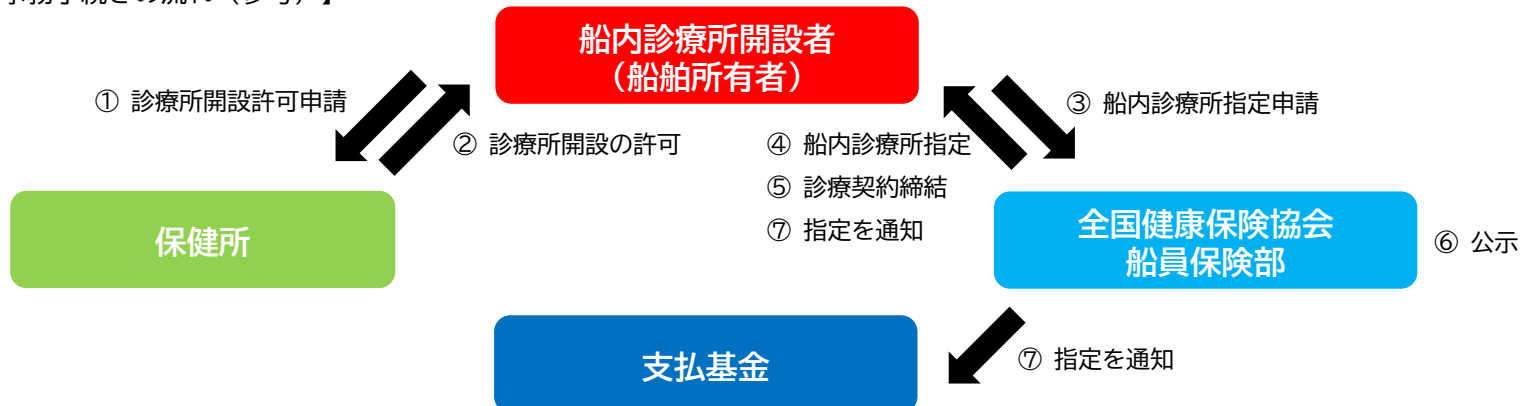 船内診療所開設者
（船舶所有者）
① 診療所開設許可申請
② 診療所開設の許可
③ 船内診療所指定申請
④ 船内診療所指定
⑤ 診療契約締結
⑦ 指定を通知
保健所
全国健康保険協会
船員保険部
⑥ 公示
支払基金
⑦ 指定を通知